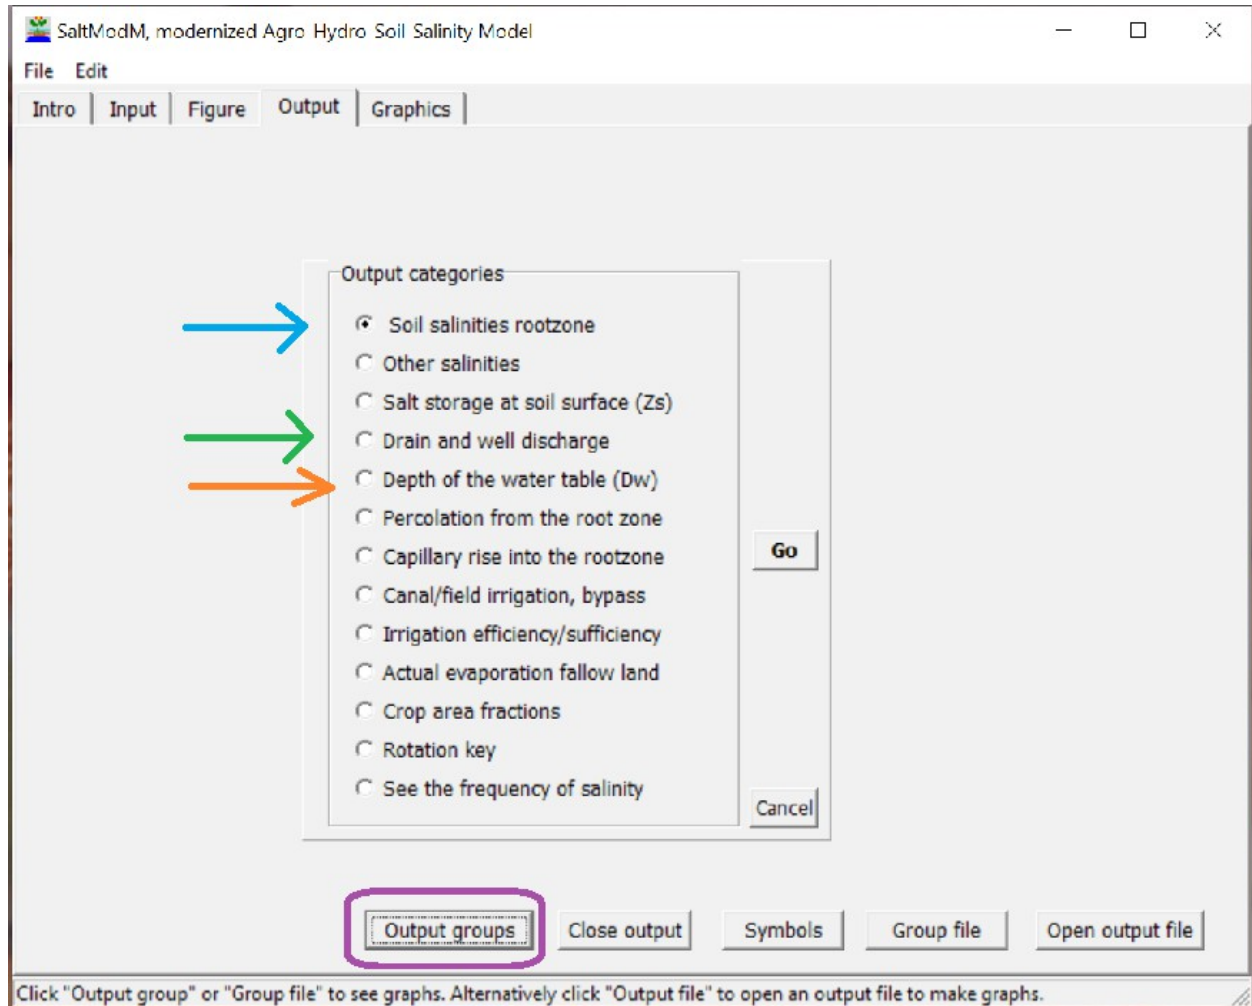 SaltModM, modernized Agro Hydro Soil Salinity Model
File Edit
Intro Input Figure Output Graphics
Output categories
Soil salinities rootzone
Other salinities
Salt storage at soil surface (Zs)
Drain and well discharge
Depth of the water table (Dw)
Percolation from the root zone
Capillary rise into the rootzone
Go
Canal/field irrigation, bypass
Irrigation efficiency/sufficiency
Actual evaporation fallow land
Crop area fractions
Rotation key
See the frequency of salinity
Cancel
Output groups Close output Symbols Group file Open output file
Click "Output group" or "Group file" to see graphs. Alternatively click "Output file" to open an output file to make graphs.